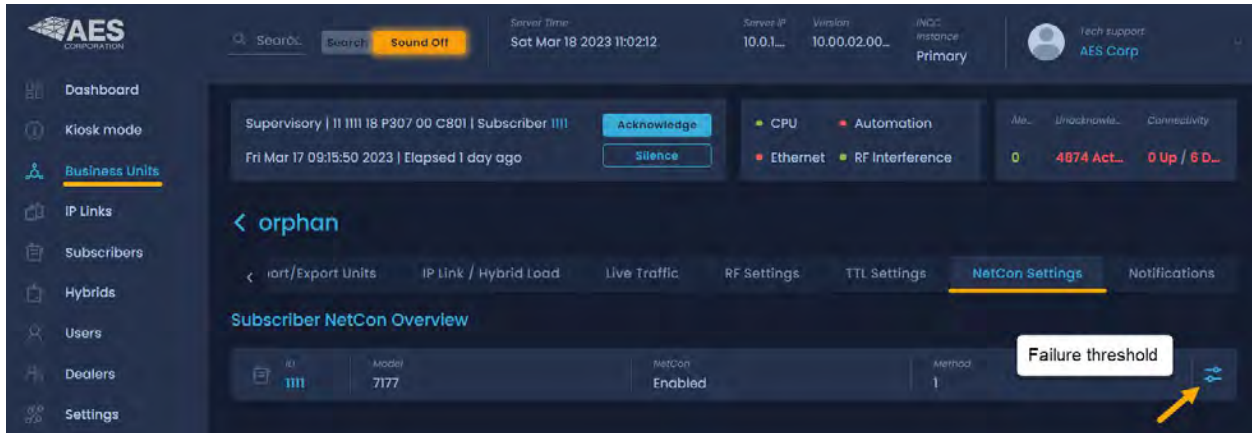 AES
CORPORATION
Search
Sound Off
Server Time
Sat Mar 18 2023 11:02:12
Server IP
10.0.1...
Version
10.00.02.00...
Instance
Primary
Tech support
AES Corp
Dashboard
Kiosk mode
Business Units
IP Links
Subscribers
Hybrids
Users
Dealers
Settings
Supervisory | 11 1111 18 P307 00 C801 | Subscriber 1111
Fri Mar 17 09:15:50 2023 | Elapsed 1 day ago
Acknowledge
Silence
CPU
Automation
Ethernet
RF Interference
Unacknowle...
Connectivity
0
4874 Act...
0 Up / 6 D...
< orphan
< port/Export Units
IP Link / Hybrid Load
Live Traffic
RF Settings
TTL Settings
NetCon Settings
Notifications
Subscriber NetCon Overview
ID
1111
Model
7177
NetCon
Enabled
Method
1
Failure threshold